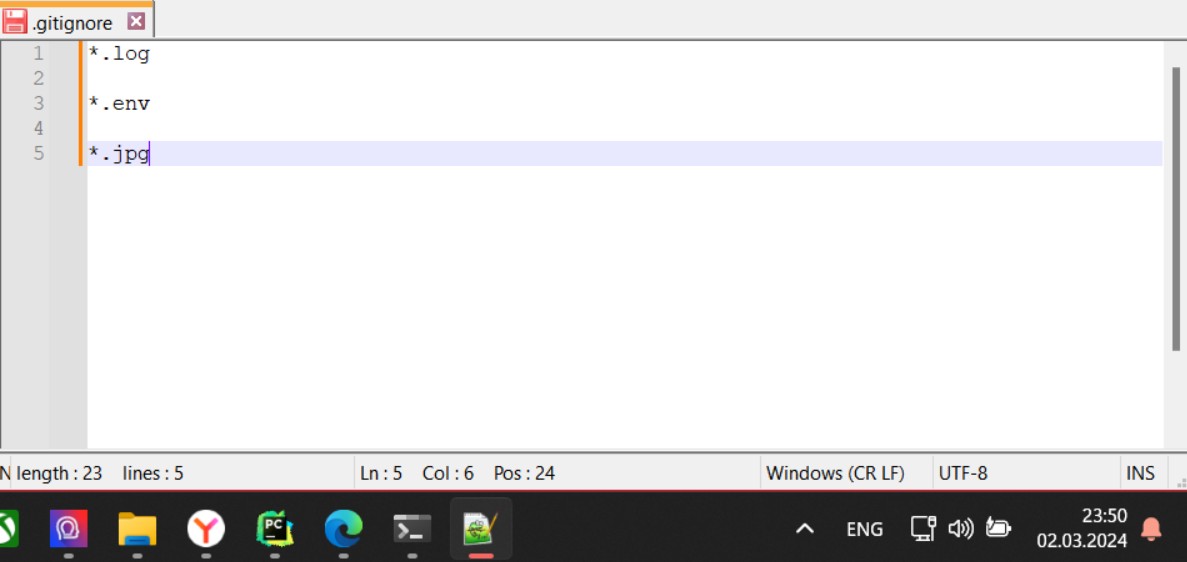 .gitignore
1 *.log
2
3 *.env
4
5 *.jpg
N length : 23 lines : 5 Ln : 5 Col : 6 Pos : 24 Windows (CR LF) UTF-8 INS
PC ENG 23:50
02.03.2024